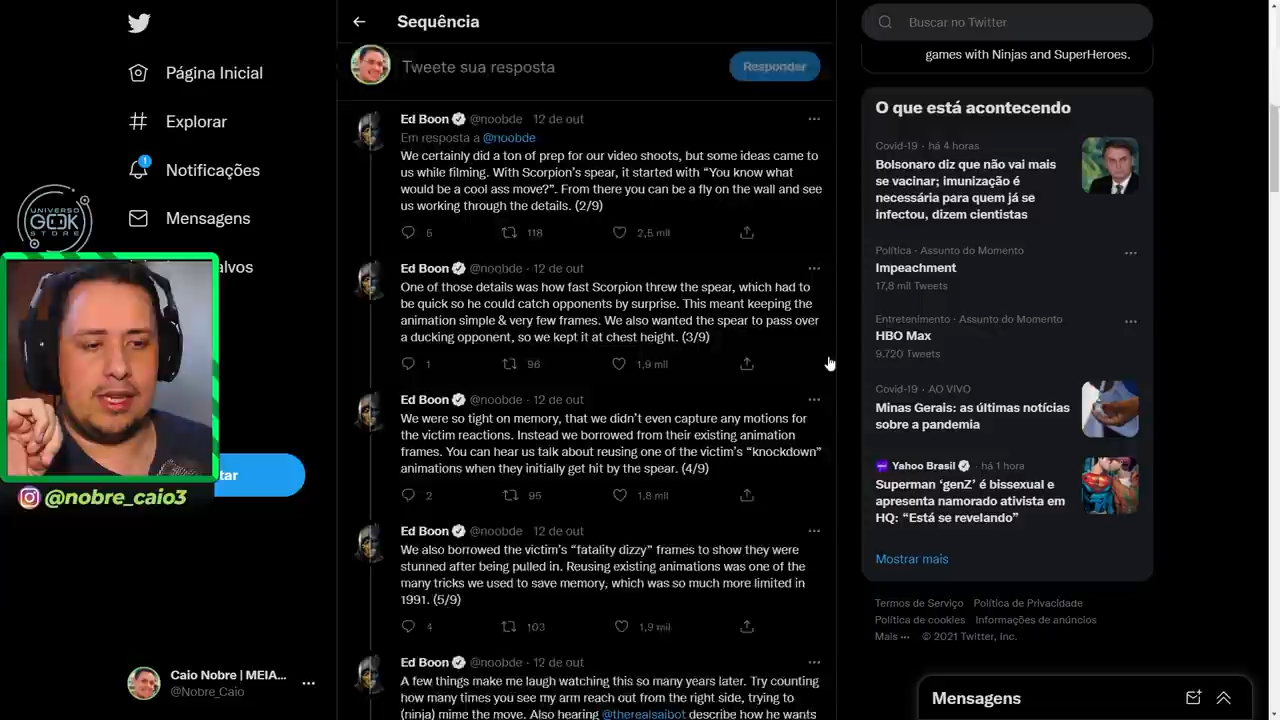 Página Inicial
Explorar
1
Notificações
Mensagens
alvos
UNIVERSO
GEEK
STORE
tar
@nobre_caio3
Caio Nobre | MEIA...
@Nobre_Caio
Sequência
Tweete sua resposta
Responder
Ed Boon @noobde · 12 de out
Em resposta a @noobde
We certainly did a ton of prep for our video shoots, but some ideas came to
us while filming. With Scorpion's spear, it started with “You know what
would be a cool ass move?”. From there you can be a fly on the wall and see
us working through the details. (2/9)
6 118 2,5 mil
Ed Boon @noobde · 12 de out
One of those details was how fast Scorpion threw the spear, which had to
be quick so he could catch opponents by surprise. This meant keeping the
animation simple & very few frames. We also wanted the spear to pass over
a ducking opponent, so we kept it at chest height. (3/9)
1 96 1,9 mil
Ed Boon @noobde · 12 de out
We were so tight on memory, that we didn't even capture any motions for
the victim reactions. Instead we borrowed from their existing animation
frames. You can hear us talk about reusing one of the victim's “knockdown”
animations when they initially get hit by the spear. (4/9)
2 95 1,8 mil
Ed Boon @noobde · 12 de out
We also borrowed the victim's “fatality dizzy” frames to show they were
stunned after being pulled in. Reusing existing animations was one of the
many tricks we used to save memory, which was so much more limited in
1991. (5/9)
4 103 1,9 mil
Ed Boon @noobde · 12 de out
A few things make me laugh watching this so many years later. Try counting
how many times you see my arm reach out from the right side, trying to
(ninja) mime the move. Also hearing @therealsaibot describe how he wants
Buscar no Twitter
games with Ninjas and SuperHeroes.
O que está acontecendo
Covid-19 · há 4 horas
Bolsonaro diz que não vai mais
se vacinar; imunização é
necessária para quem já se
infectou, dizem cientistas
Política · Assunto do Momento
Impeachment
17,8 mil Tweets
Entretenimento · Assunto do Momento
HBO Max
9.720 Tweets
Covid-19 · AO VIVO
Minas Gerais: as últimas notícias
sobre a pandemia
Yahoo Brasil · há 1 hora
Superman ‘genZ’ é bissexual e
apresenta namorado ativista em
HQ: “Está se revelando”
Mostrar mais
Termos de Serviço Política de Privacidade
Política de cookies Informações de anúncios
Mais ··· © 2021 Twitter, Inc.
Mensagens